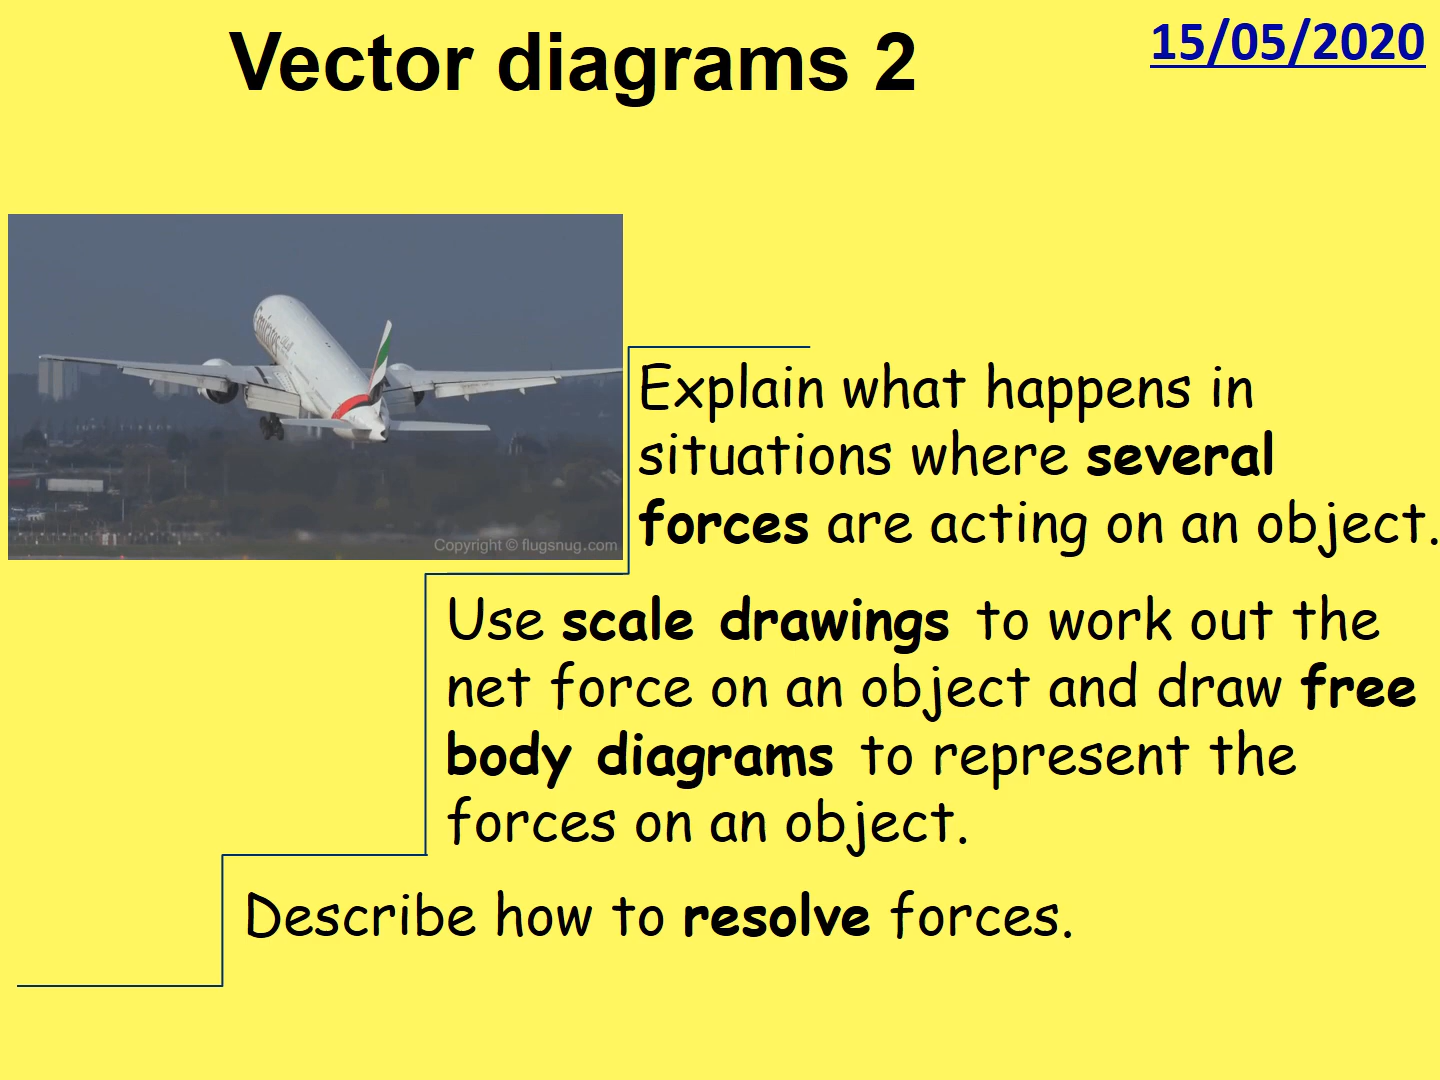 Vector diagrams 2
15/05/2020
Emirates
Copyright © flugsnug.com
Explain what happens in
situations where several
forces are acting on an object.
Use scale drawings to work out the
net force on an object and draw free
body diagrams to represent the
forces on an object.
Describe how to resolve forces.